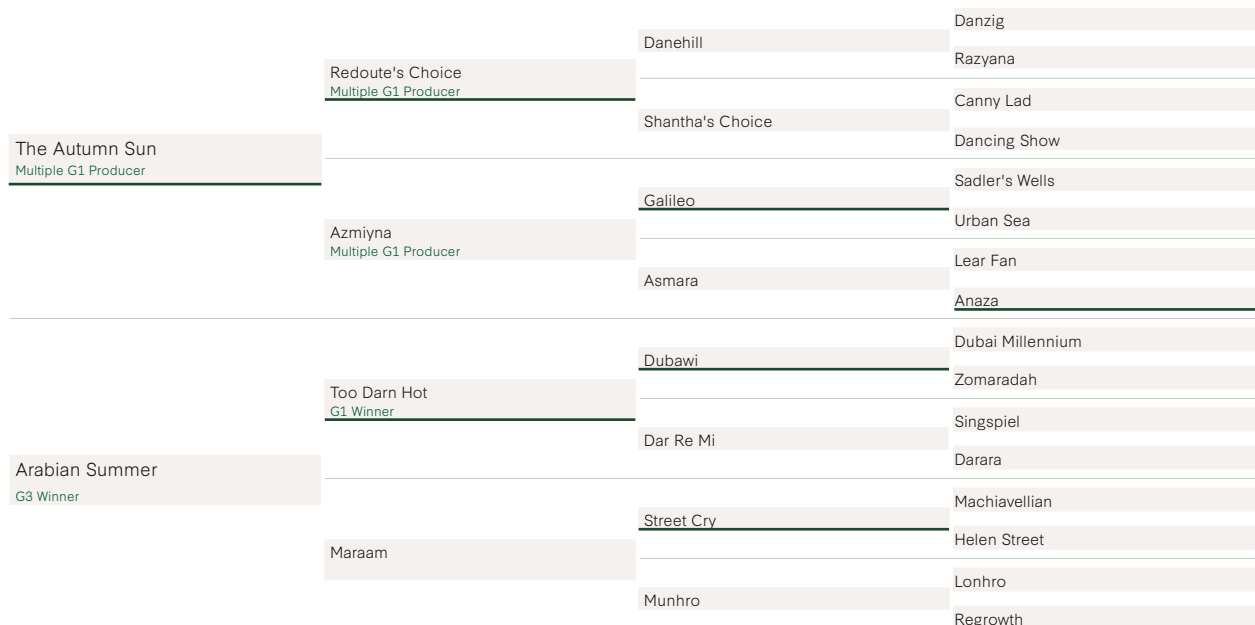 Danzig
Danehill
Razyana
Redoute's Choice
Multiple G1 Producer
Canny Lad
Shantha's Choice
Dancing Show
The Autumn Sun
Multiple G1 Producer
Sadler's Wells
Galileo
Urban Sea
Azmiyna
Multiple G1 Producer
Lear Fan
Asmara
Anaza
Dubai Millennium
Dubawi
Zomaradah
Too Darn Hot
G1 Winner
Singspiel
Dar Re Mi
Darara
Arabian Summer
G3 Winner
Machiavellian
Street Cry
Helen Street
Maraam
Lonhro
Munhro
Regrowth